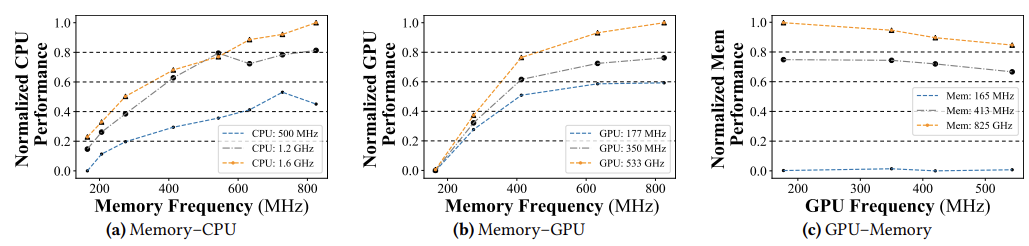 Normalized CPU
Performance
1.0
0.8
0.6
0.4
0.2
0.0
200
400
600
800
CPU: 500 MHz
CPU: 1.2 GHz
CPU: 1.6 GHz
Memory Frequency (MHz)
(a) Memory–CPU
Normalized GPU
Performance
1.0
0.8
0.6
0.4
0.2
0.0
200
400
600
800
GPU: 177 MHz
GPU: 350 MHz
GPU: 533 GHz
Memory Frequency (MHz)
(b) Memory–GPU
Normalized Mem
Performance
1.0
0.8
0.6
0.4
0.2
0.0
200
300
400
500
Mem: 165 MHz
Mem: 413 MHz
Mem: 825 GHz
GPU Frequency (MHz)
(c) GPU–Memory